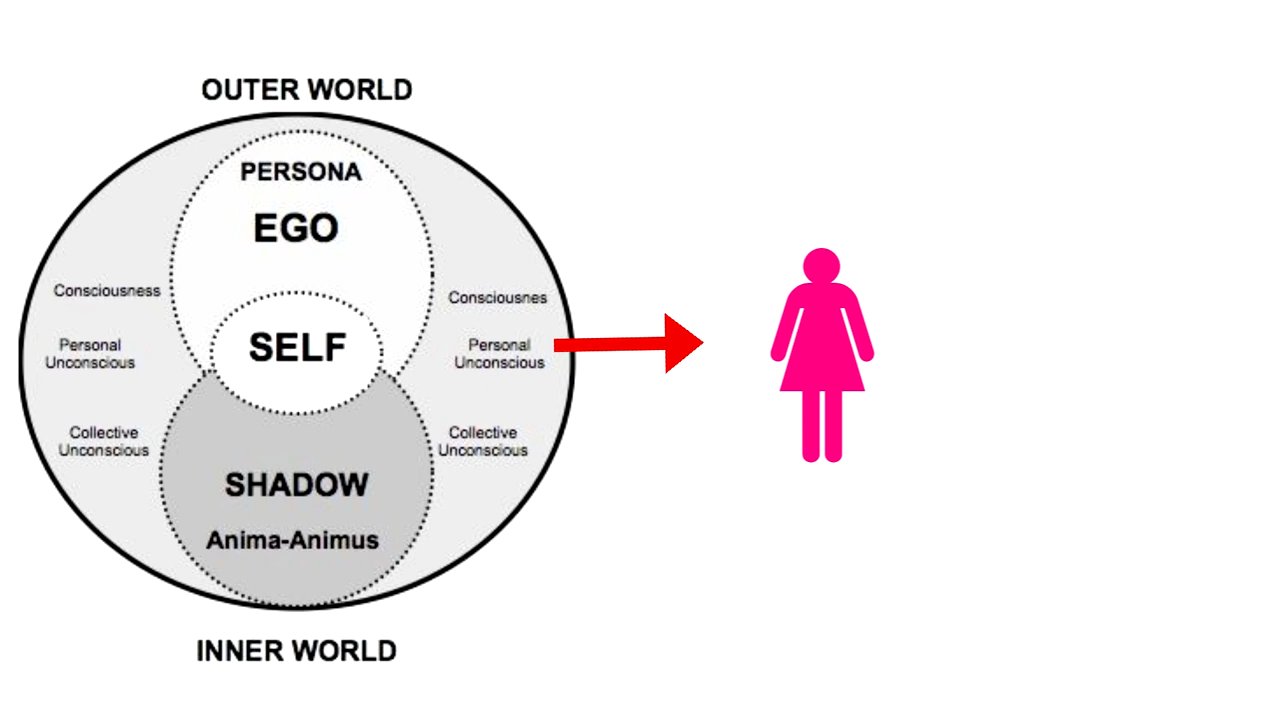 OUTER WORLD
PERSONA
EGO
Consciousness
Consciousnes
SELF
Personal
Unconscious
Personal
Unconscious
Collective
Unconscious
Collective
Unconscious
SHADOW
Anima-Animus
INNER WORLD